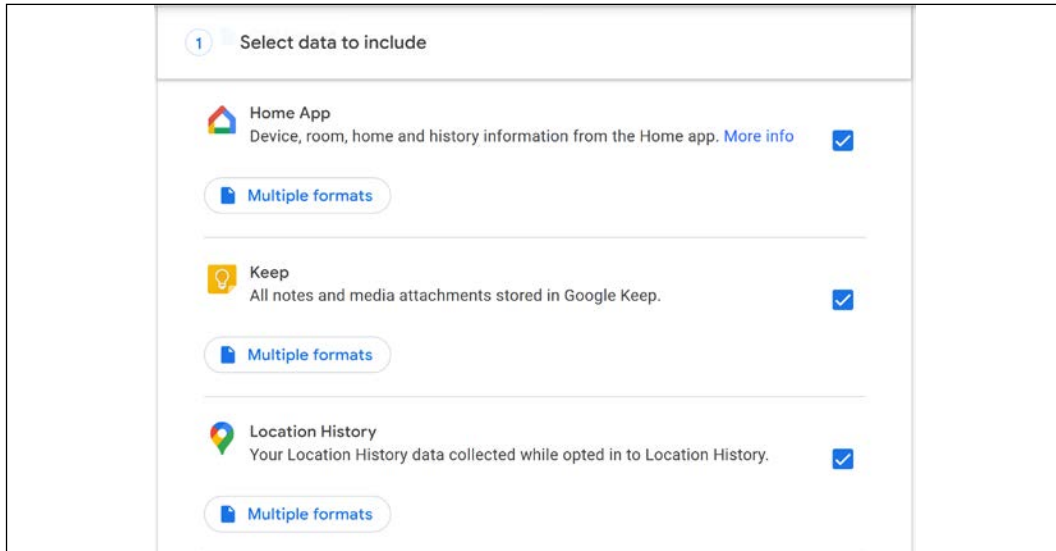 1 Select data to include
Home App
Device, room, home and history information from the Home app. More info
Multiple formats
Keep
All notes and media attachments stored in Google Keep.
Multiple formats
Location History
Your Location History data collected while opted in to Location History.
Multiple formats